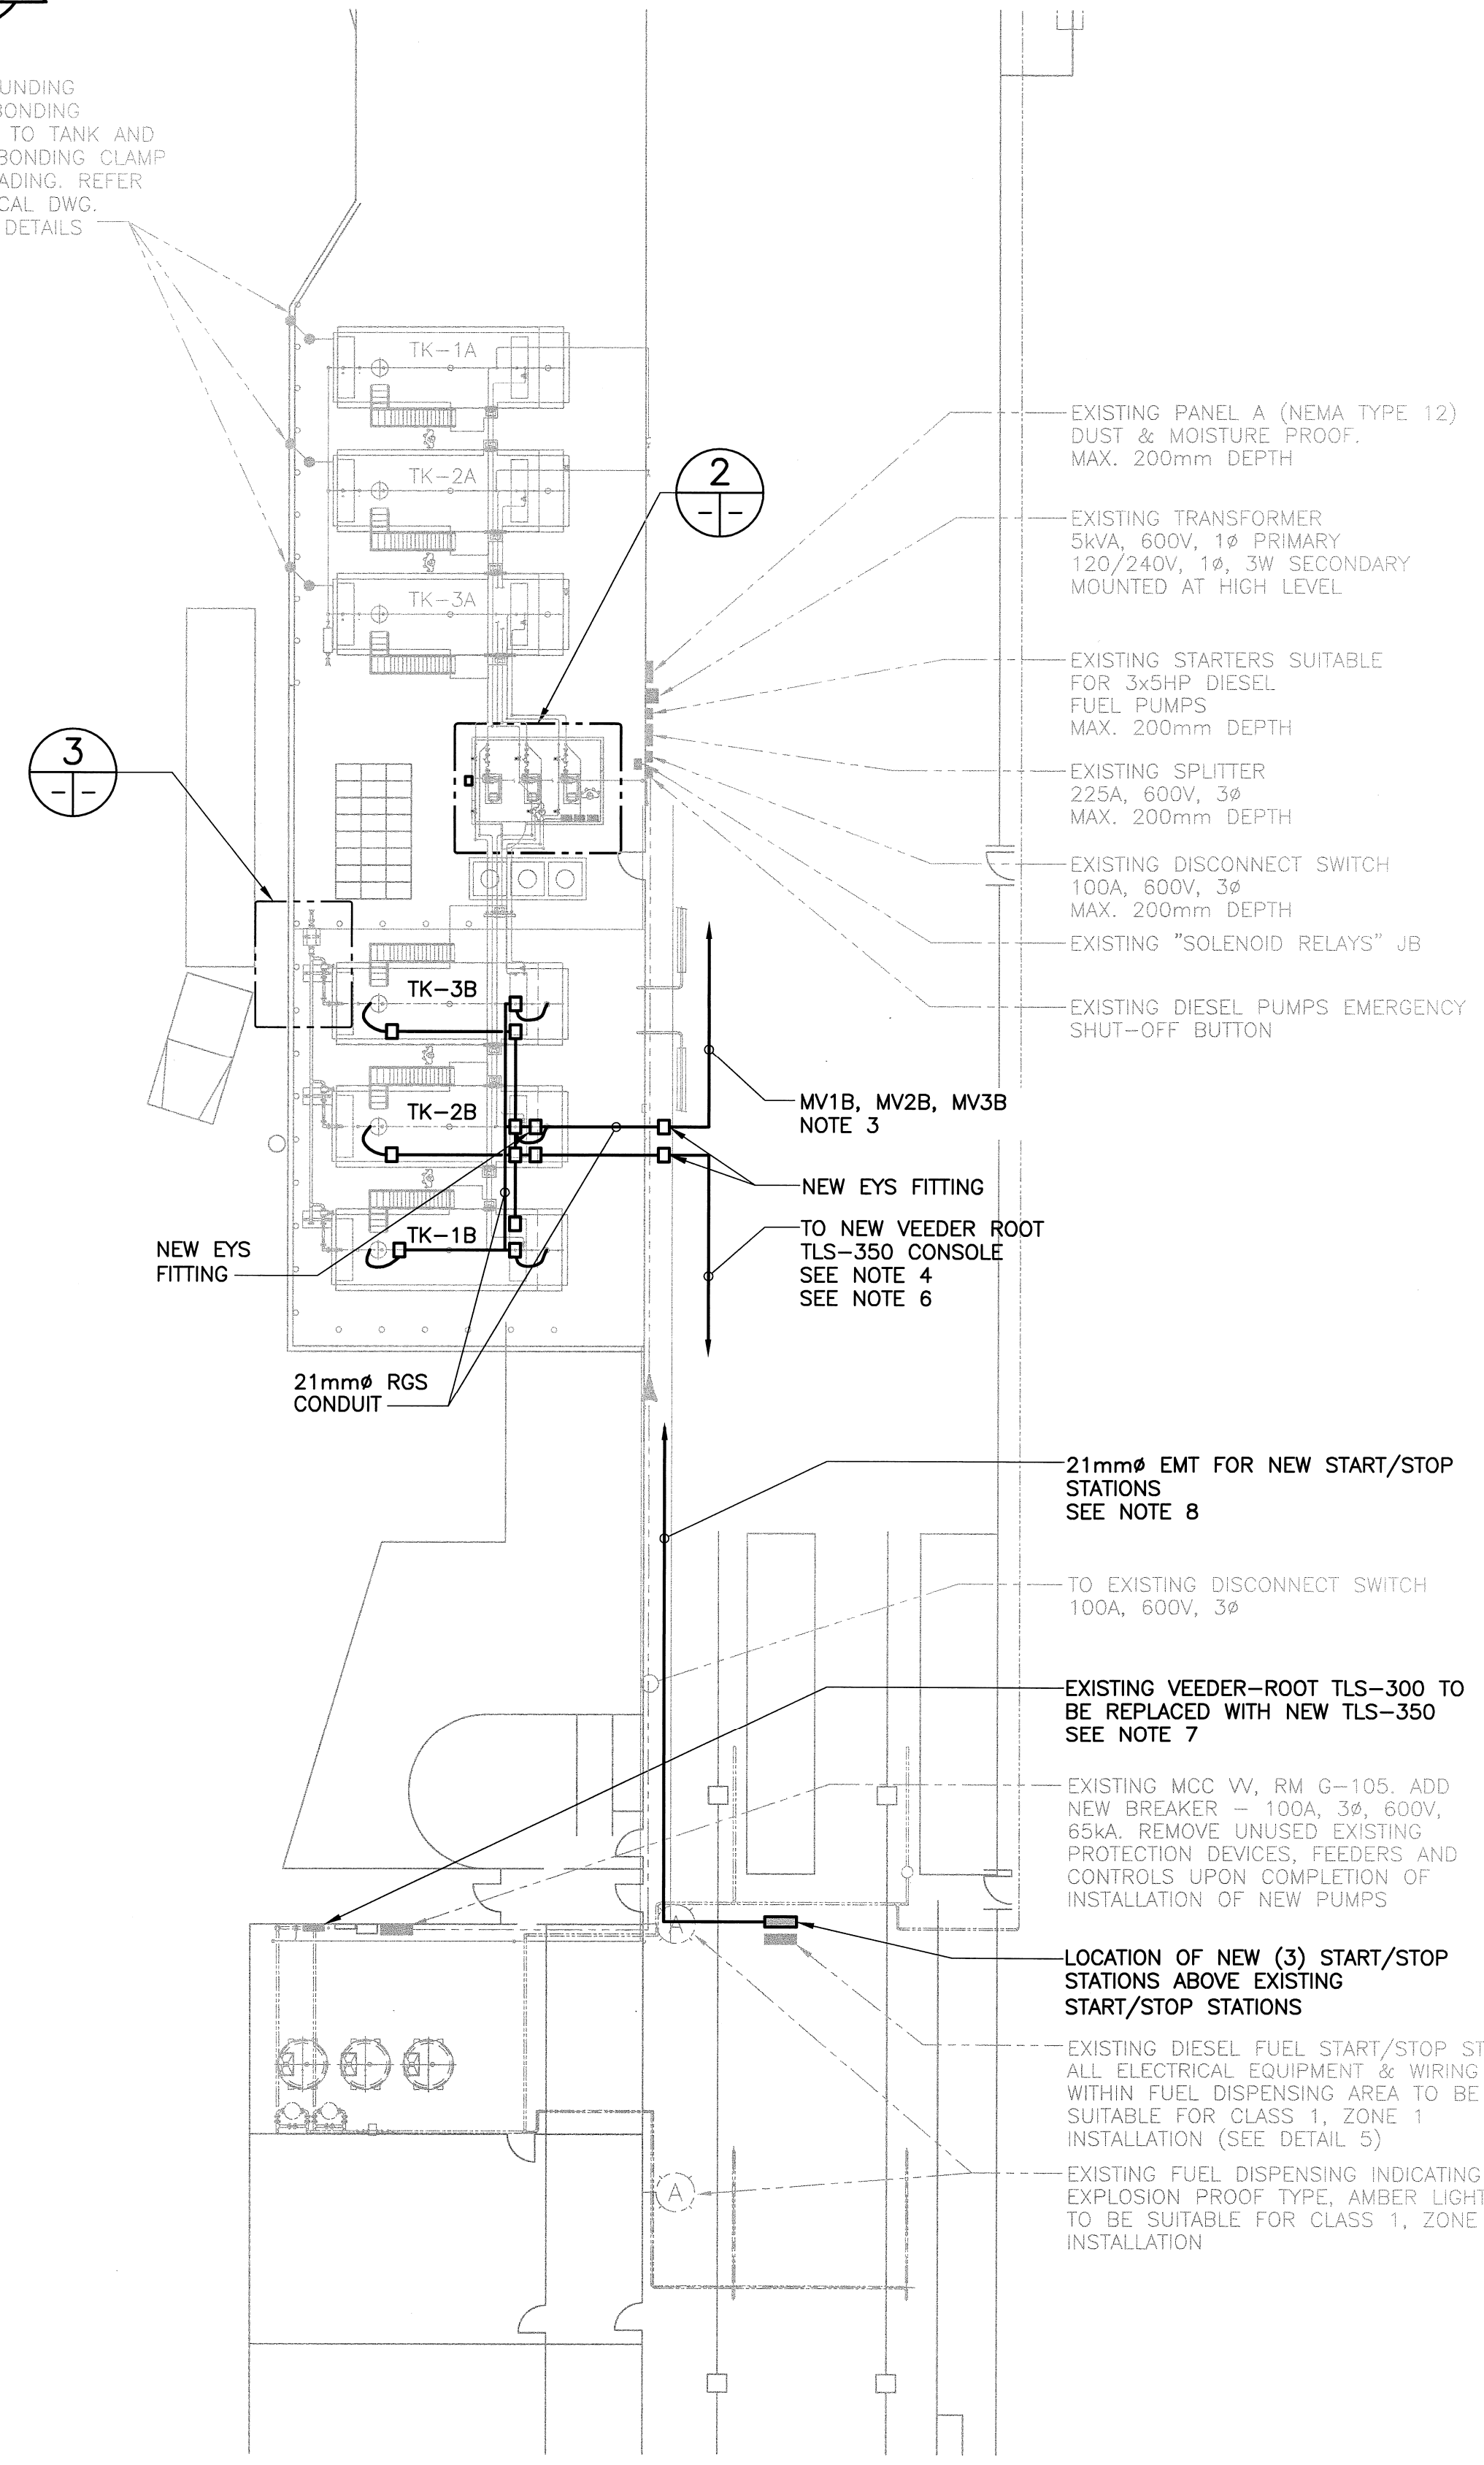 UNDING
BONDING
TO TANK AND
BONDING CLAMP
ADING. REFER
CAL DWG.
DETAILS
TK-1A
TK-2A
TK-3A
2
- -
3
- -
EXISTING PANEL A (NEMA TYPE 12)
DUST & MOISTURE PROOF.
MAX. 200mm DEPTH
EXISTING TRANSFORMER
5kVA, 600V, 1ø PRIMARY
120/240V, 1ø, 3W SECONDARY
MOUNTED AT HIGH LEVEL
EXISTING STARTERS SUITABLE
FOR 3x5HP DIESEL
FUEL PUMPS
MAX. 200mm DEPTH
EXISTING SPLITTER
225A, 600V, 3ø
MAX. 200mm DEPTH
EXISTING DISCONNECT SWITCH
100A, 600V, 3ø
MAX. 200mm DEPTH
EXISTING "SOLENOID RELAYS" JB
EXISTING DIESEL PUMPS EMERGENCY
SHUT-OFF BUTTON
TK-3B
TK-2B
TK-1B
MV1B, MV2B, MV3B
NOTE 3
NEW EYS FITTING
TO NEW VEEDER ROOT
TLS-350 CONSOLE
SEE NOTE 4
SEE NOTE 6
NEW EYS
FITTING
21mmø RGS
CONDUIT
21mmø EMT FOR NEW START/STOP
STATIONS
SEE NOTE 8
TO EXISTING DISCONNECT SWITCH
100A, 600V, 3ø
EXISTING VEEDER-ROOT TLS-300 TO
BE REPLACED WITH NEW TLS-350
SEE NOTE 7
EXISTING MCC VV, RM G-105. ADD
NEW BREAKER - 100A, 3ø, 600V,
65kA. REMOVE UNUSED EXISTING
PROTECTION DEVICES, FEEDERS AND
CONTROLS UPON COMPLETION OF
INSTALLATION OF NEW PUMPS
A
LOCATION OF NEW (3) START/STOP
STATIONS ABOVE EXISTING
START/STOP STATIONS
EXISTING DIESEL FUEL START/STOP ST
ALL ELECTRICAL EQUIPMENT & WIRING
WITHIN FUEL DISPENSING AREA TO BE
SUITABLE FOR CLASS 1, ZONE 1
INSTALLATION (SEE DETAIL 5)
EXISTING FUEL DISPENSING INDICATING
EXPLOSION PROOF TYPE, AMBER LIGHT
TO BE SUITABLE FOR CLASS 1, ZONE
INSTALLATION
A